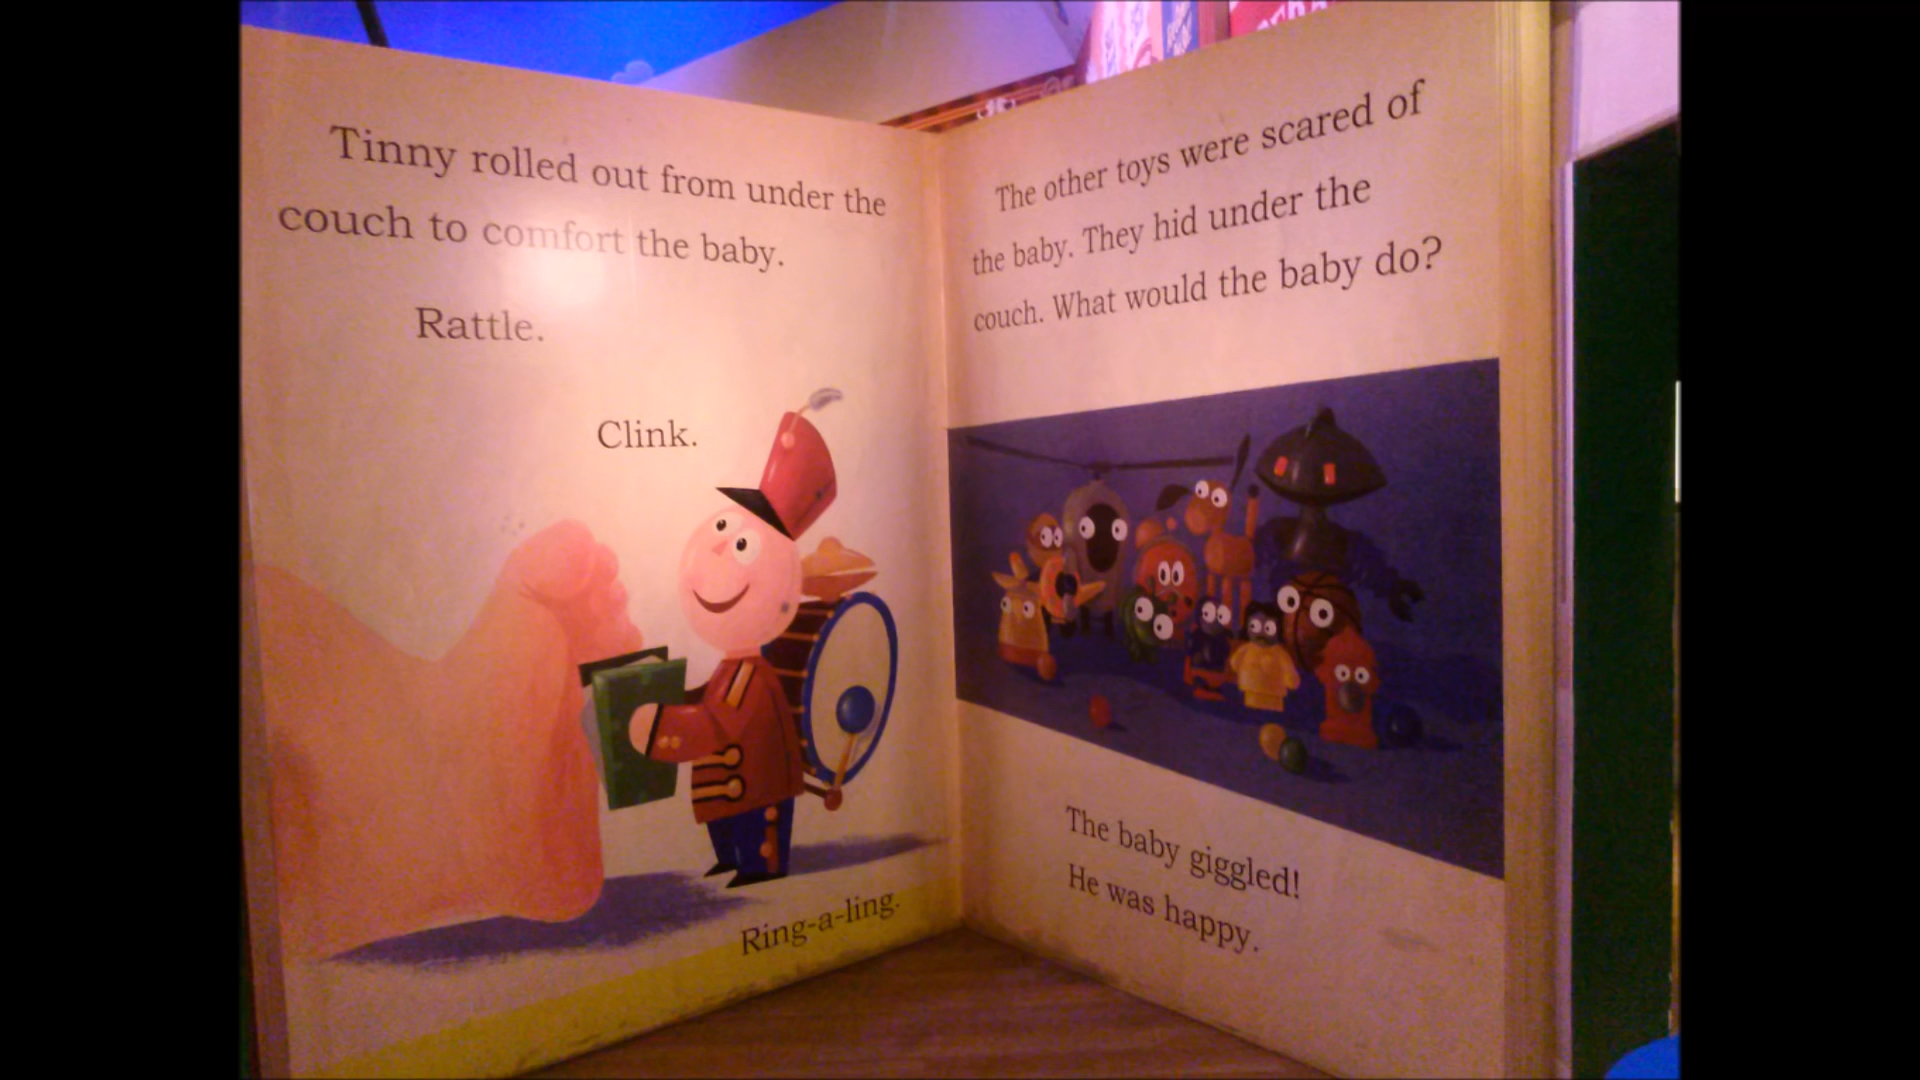 Tinny rolled out from under the
couch to comfort the baby.
Rattle.
Clink.
Ring-a-ling.
The other toys were scared of
the baby. They hid under the
couch. What would the baby do?
The baby giggled!
He was happy.